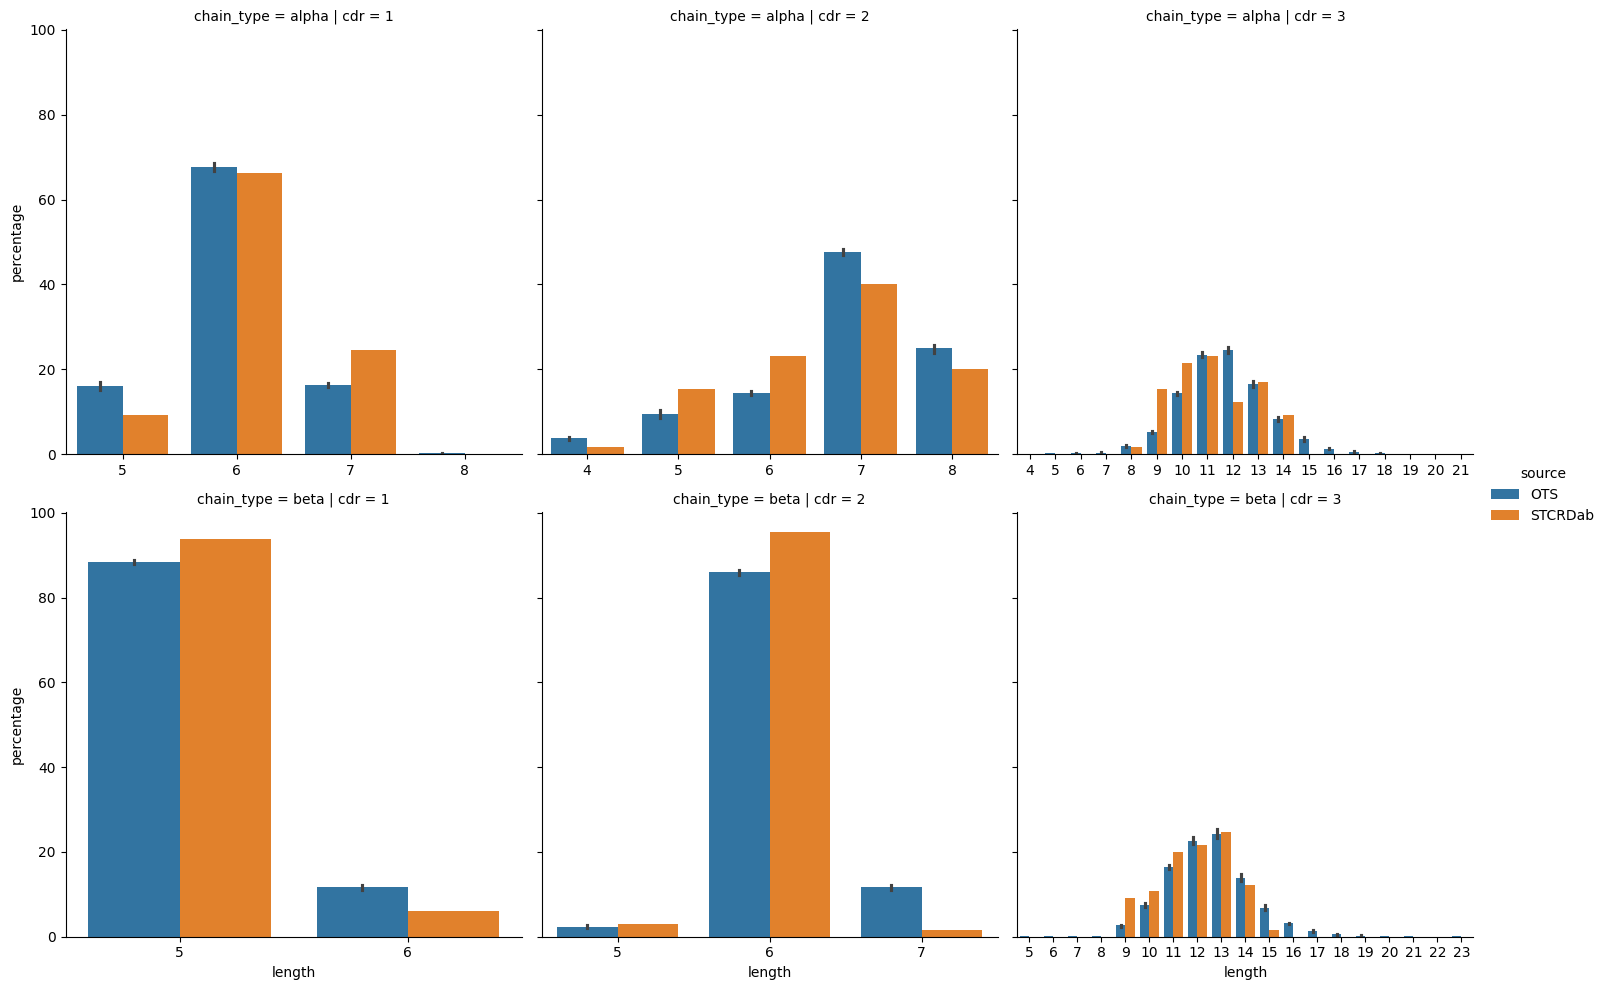 chain_type = alpha | cdr = 1
chain_type = alpha | cdr = 2
chain_type = alpha | cdr = 3
100
80
60
40
20
0
percentage
5 6 7 8
4 5 6 7 8
4 5 6 7 8 9 10 11 12 13 14 15 16 17 18 19 20 21
source
OTS
STCRDab
chain_type = beta | cdr = 1
chain_type = beta | cdr = 2
chain_type = beta | cdr = 3
100
80
60
40
20
0
percentage
5 6
5 6 7
5 6 7 8 9 10 11 12 13 14 15 16 17 18 19 20 21 22 23
length
length
length